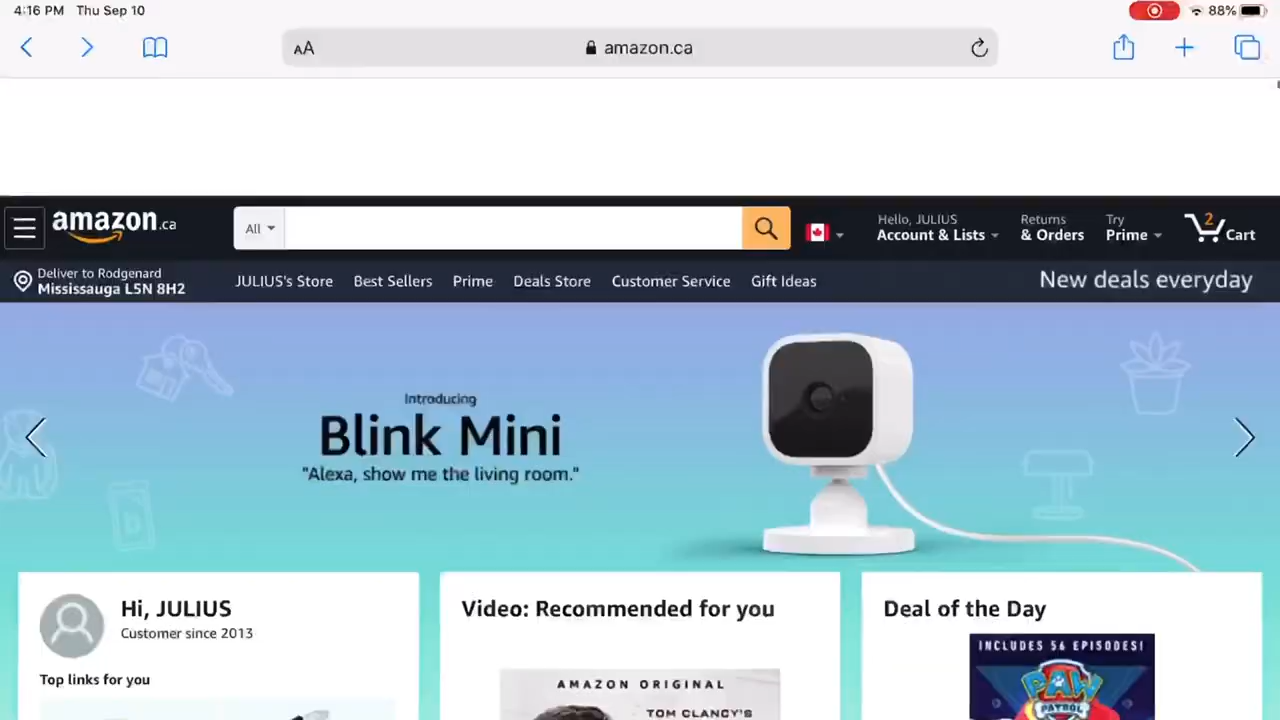 4:16 PM Thu Sep 10
88%
AA
amazon.ca
amazon.ca
All
Hello, JULIUS
Account & Lists
Returns
& Orders
Try
Prime
2
Cart
Deliver to Rodgenard
Mississauga L5N 8H2
JULIUS's Store
Best Sellers
Prime
Deals Store
Customer Service
Gift Ideas
New deals everyday
Introducing
Blink Mini
"Alexa, show me the living room."
Hi, JULIUS
Customer since 2013
Top links for you
Video: Recommended for you
AMAZON ORIGINAL
TOM CLANCY'S
Deal of the Day
INCLUDES 56 EPISODES!
PAW
PATROL